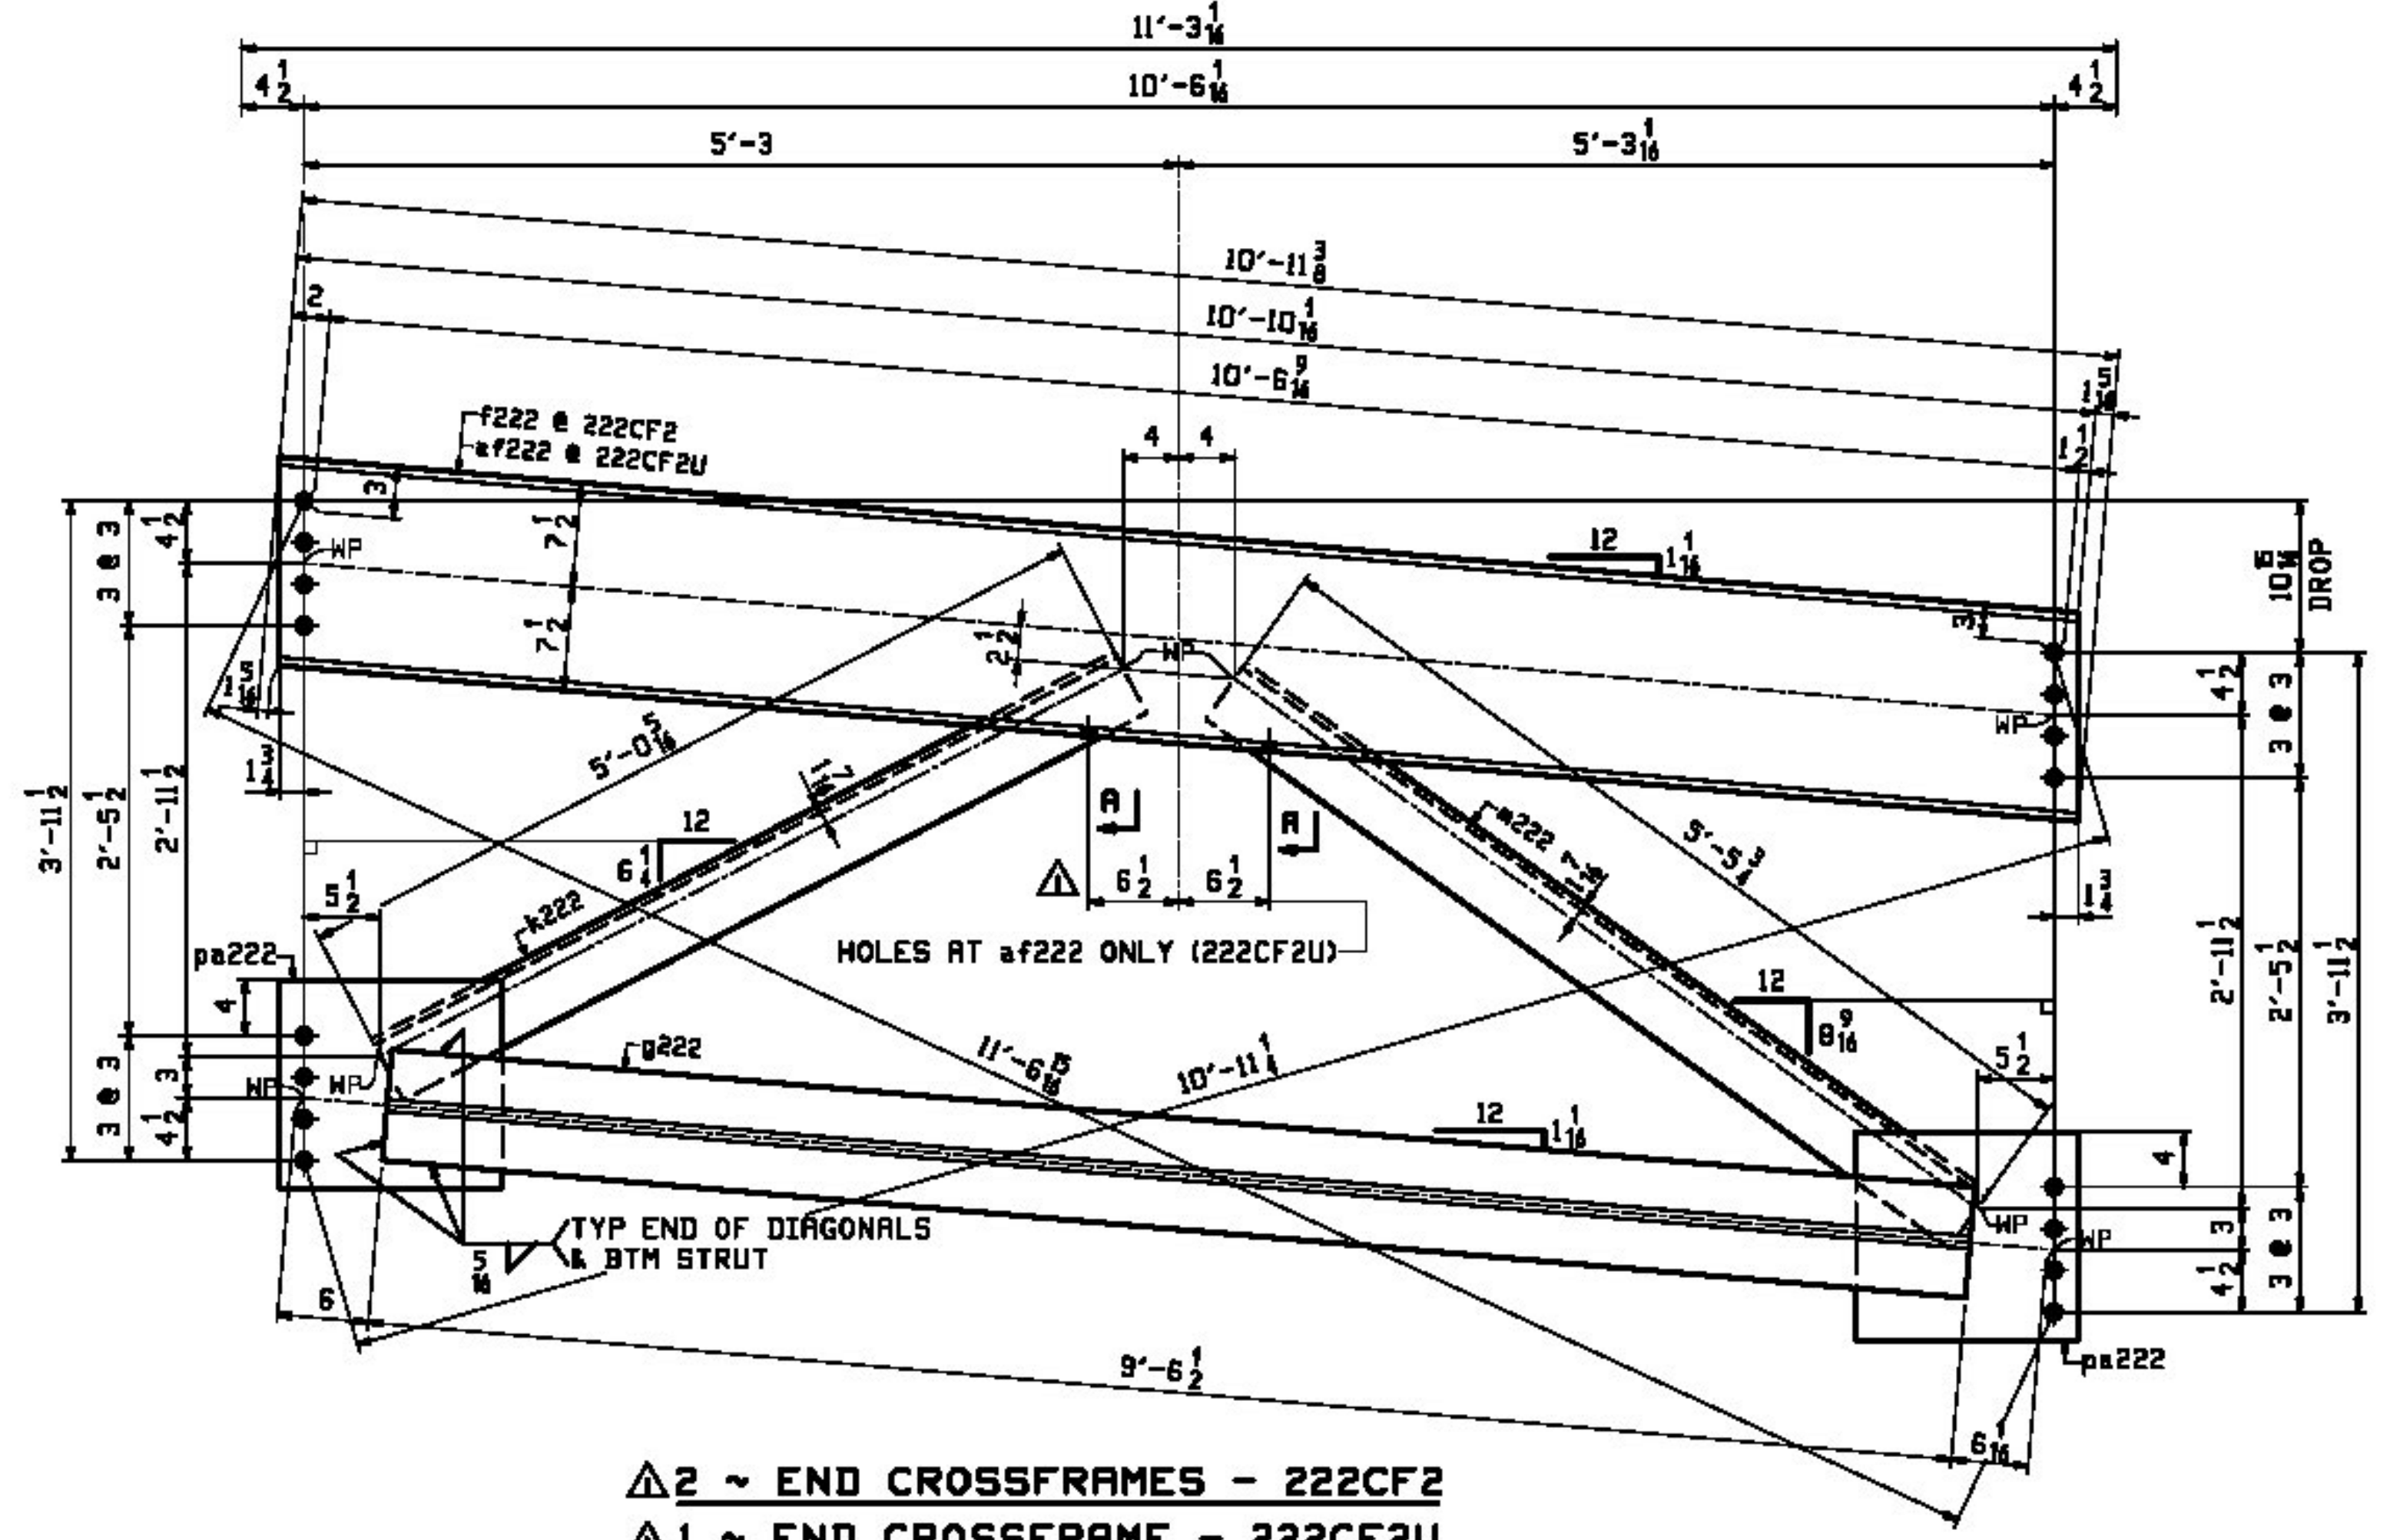 11'-3 1/16
4 1/2 10'-6 1/16 4 1/2
5'-3 5'-3 1/16
10'-11 3/8
10'-10 1/16
10'-6 9/16
2
1 5/16
1 1/2
f222 @ 222CF2
af222 @ 222CF2U
4 4
3
7 1/2
7 1/2
WP
3 @ 3
4 1/2
12
1 1/16
10 15/16
DROP
2 1/2
WP
3
4 1/2
3 @ 3
WP
1 5/16
1 3/4
5'-0 5/16
1 7/16
3'-11 1/2
2'-5 1/2
2'-11 1/2
12
6 1/4
A
A
6 1/2 6 1/2
m222
5'-5 3/4
1 3/4
HOLES AT af222 ONLY (222CF2U)
5 1/2
k222
pa222
4
12
8 9/16
2'-11 1/2
2'-5 1/2
3'-11 1/2
5 1/2
g222
11'-6 15/16
10'-11 1/4
WP WP
3 @ 3
3
4 1/2
12
1 1/16
4
WP
WP
3
4 1/2
3 @ 3
TYP END OF DIAGONALS
& BTM STRUT
5/16
6
9'-6 1/2
6 1/16
pa222
1 2 ~ END CROSSFRAMES - 222CF2
1 1 ~ END CROSSFRAME - 222CF2U